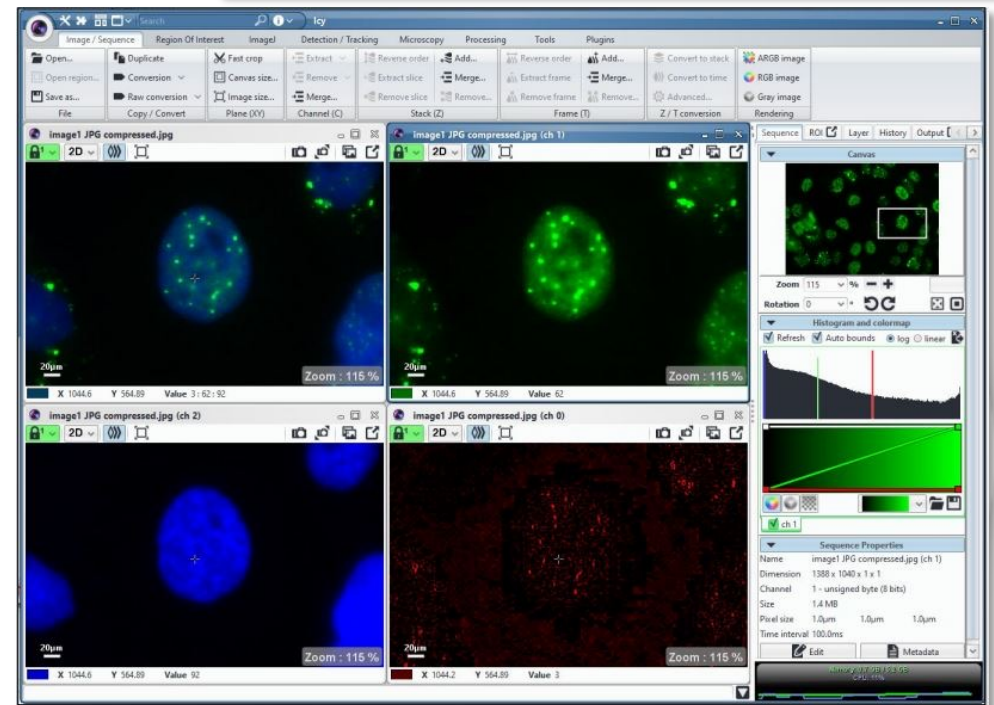 Search
Icy
Image / Sequence Region Of Interest ImageJ Detection / Tracking Microscopy Processing Tools Plugins
Open... Duplicate Fast crop Extract Reverse order Add... Reverse order Add... Convert to stack ARGB image
Open region... Conversion Canvas size... Remove Extract slice Merge... Extract frame Merge... Convert to time RGB image
Save as... Raw conversion Image size... Merge... Remove slice Remove... Remove frame Remove... Advanced... Gray image
File Copy / Convert Plane (XY) Channel (C) Stack (Z) Frame (T) Z / T conversion Rendering
image1 JPG compressed.jpg
2D
20µm
Zoom : 115 %
X 1044.6 Y 564.89 Value 3 : 62 : 92
image1 JPG compressed.jpg (ch 1)
2D
20µm
Zoom : 115 %
X 1044.6 Y 564.89 Value 62
image1 JPG compressed.jpg (ch 2)
2D
20µm
Zoom : 115 %
X 1044.6 Y 564.89 Value 92
image1 JPG compressed.jpg (ch 0)
2D
20µm
Zoom : 115 %
X 1044.2 Y 564.89 Value 3
Sequence ROI Layer History Output
Canvas
Zoom 115 %
Rotation 0 °
Histogram and colormap
Refresh Auto bounds log linear
ch 1
Sequence Properties
Name image1 JPG compressed.jpg (ch 1)
Dimension 1388 x 1040 x 1 x 1
Channel 1 - unsigned byte (8 bits)
Size 1.4 MB
Pixel size 1.0µm 1.0µm 1.0µm
Time interval 100.0ms
Edit Metadata
CPU: 11%